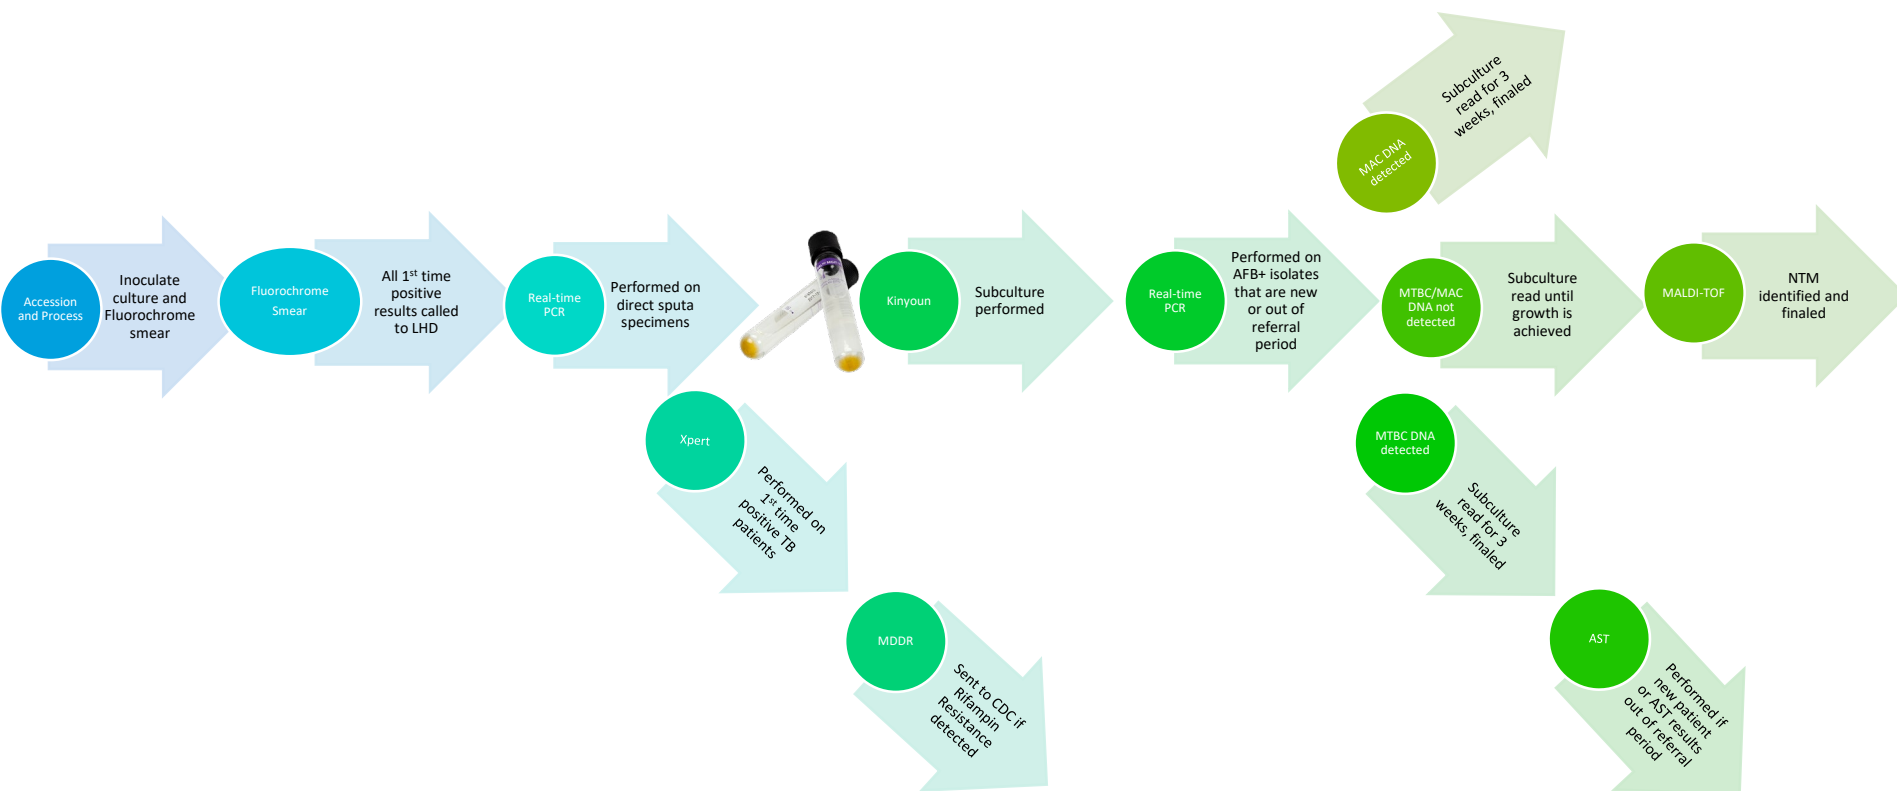 Accession
and Process
Inoculate
culture and
Fluorochrome
smear
Fluorochrome
Smear
All 1st time
positive
results called
to LHD
Real-time
PCR
Performed on
direct sputa
specimens
Xpert
Performed on
1st time
positive TB
patients
MDDR
Sent to CDC if
Rifampin
Resistance
detected
Kinyoun
Subculture
performed
Real-time
PCR
Performed on
AFB+ isolates
that are new
or out of
referral
period
MAC DNA
detected
Subculture
read for 3
weeks, finaled
MTBC/MAC
DNA not
detected
Subculture
read until
growth is
achieved
MALDI-TOF
NTM
identified and
finaled
MTBC DNA
detected
Subculture
read for 3
weeks, finaled
AST
Performed if
new patient
or AST results
out of referral
period